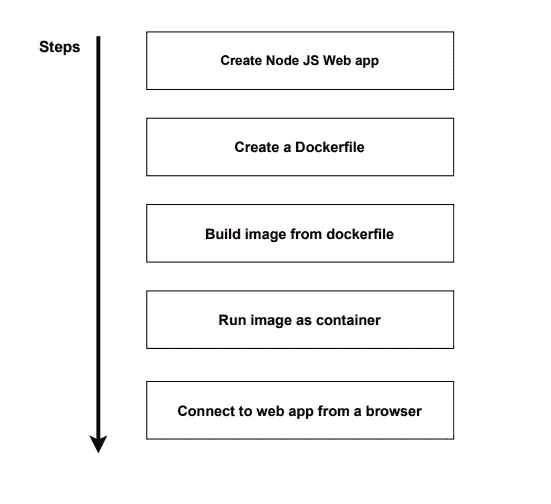 Steps
Create Node JS Web app
Create a Dockerfile
Build image from dockerfile
Run image as container
Connect to web app from a browser